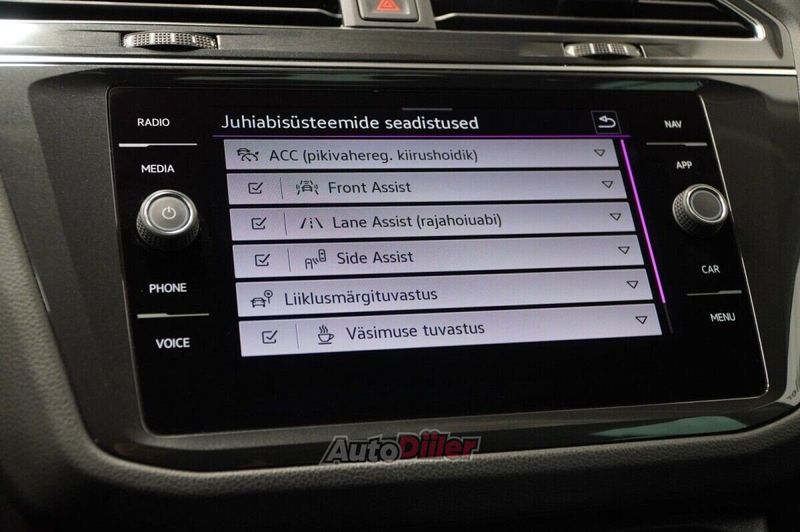 Juhiabisüsteemide seadistused
RADIO
MEDIA
PHONE
VOICE
ACC (pikivahereg. kiirushoidik)
Front Assist
Lane Assist (rajahoiuabi)
Side Assist
Liiklusmärgituvastus
Väsimuse tuvastus
NAV
APP
CAR
MENU
AutoDiiler